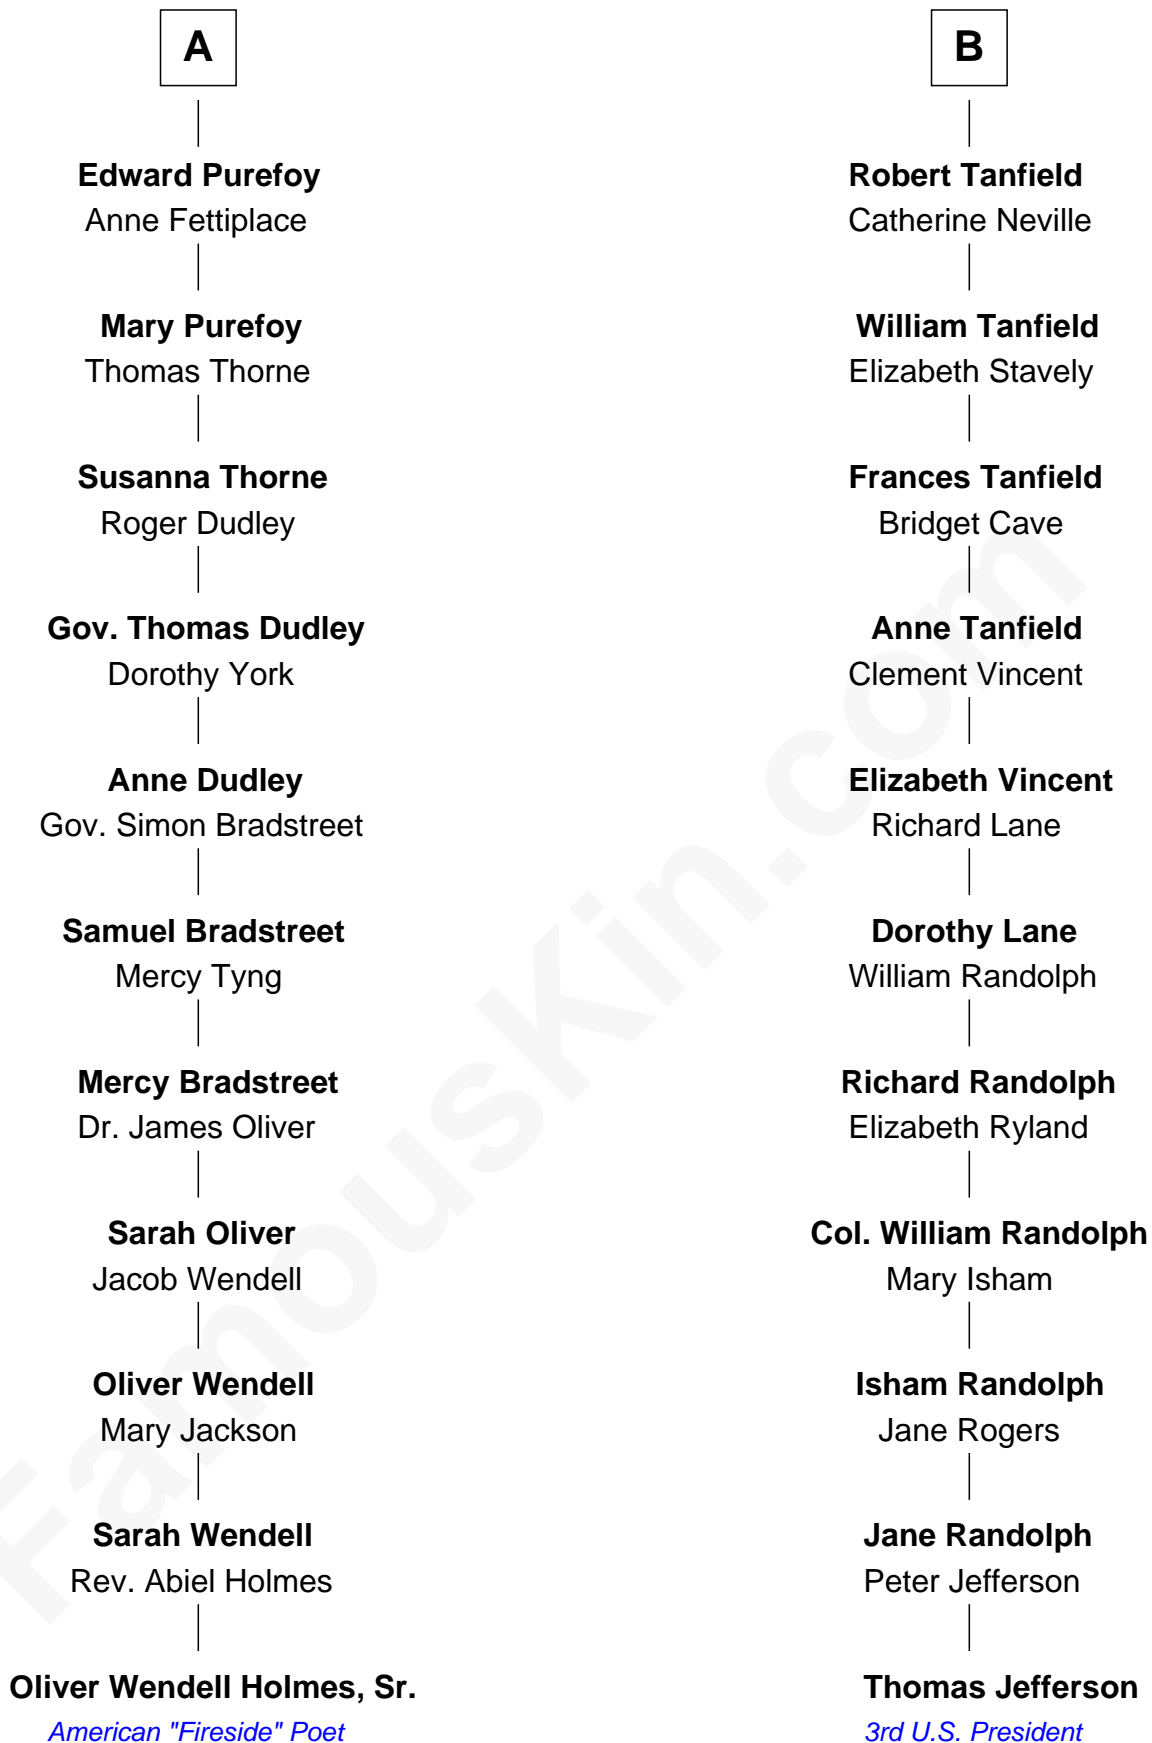 A
Edward Purefoy
Anne Fettiplace
Mary Purefoy
Thomas Thorne
Susanna Thorne
Roger Dudley
Gov. Thomas Dudley
Dorothy York
Anne Dudley
Gov. Simon Bradstreet
Samuel Bradstreet
Mercy Tyng
Mercy Bradstreet
Dr. James Oliver
Sarah Oliver
Jacob Wendell
Oliver Wendell
Mary Jackson
Sarah Wendell
Rev. Abiel Holmes
Oliver Wendell Holmes, Sr.
American "Fireside" Poet
B
Robert Tanfield
Catherine Neville
William Tanfield
Elizabeth Stavely
Frances Tanfield
Bridget Cave
Anne Tanfield
Clement Vincent
Elizabeth Vincent
Richard Lane
Dorothy Lane
William Randolph
Richard Randolph
Elizabeth Ryland
Col. William Randolph
Mary Isham
Isham Randolph
Jane Rogers
Jane Randolph
Peter Jefferson
Thomas Jefferson
3rd U.S. President
FamousKin.com